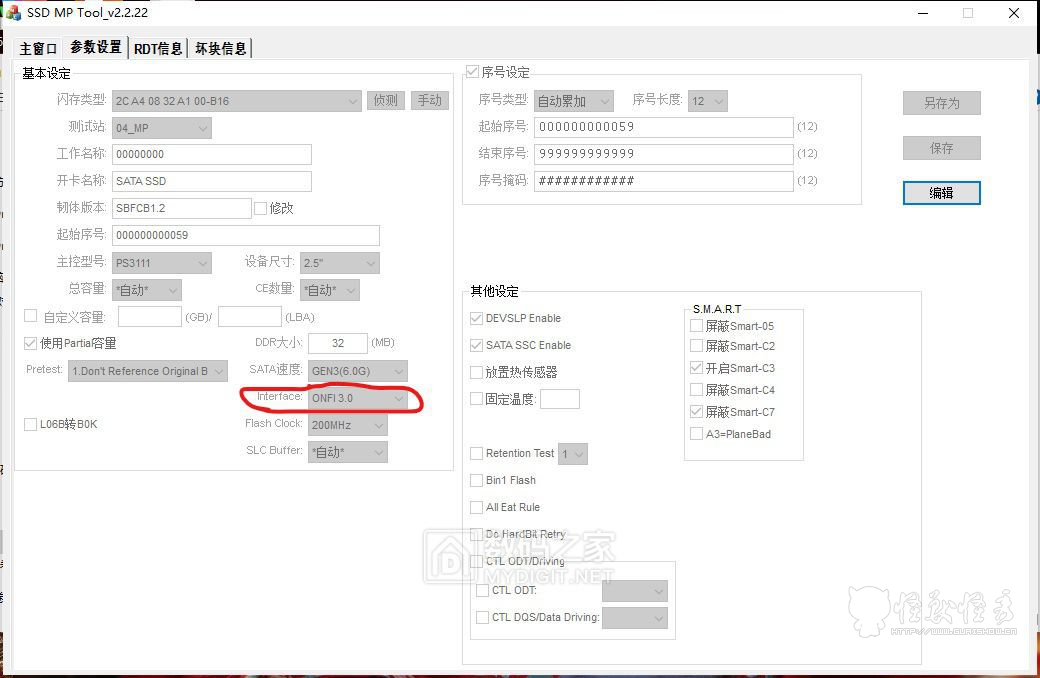 SSD MP Tool_v2.2.22
主窗口 参数设置 RDT信息 坏块信息
基本设定
闪存类型: 2C A4 08 32 A1 00-B16 侦测 手动
测试站: 04_MP
工作名称: 00000000
开卡名称: SATA SSD
韧体版本: SBFCB1.2 修改
起始序号: 000000000059
主控型号: PS3111 设备尺寸: 2.5"
总容量: *自动* CE数量: *自动*
自定义容量: (GB)/ (LBA)
使用Partial容量 DDR大小: 32 (MB)
Pretest: 1.Don't Reference Original B SATA速度: GEN3(6.0G)
Interface: ONFI 3.0
L06B转B0K Flash Clock: 200MHz
SLC Buffer: *自动*
序号设定
序号类型: 自动累加 序号长度: 12
起始序号: 000000000059 (12)
结束序号: 999999999999 (12)
序号掩码: ############ (12)
另存为
保存
编辑
其他设定
DEVSLP Enable
SATA SSC Enable
放置热传感器
固定温度:
Retention Test 1
Bin1 Flash
All Eat Rule
Do HardBit Retry
CTL ODT/Driving
CTL ODT:
CTL DQS/Data Driving:
S.M.A.R.T
屏蔽Smart-05
屏蔽Smart-C2
开启Smart-C3
屏蔽Smart-C4
屏蔽Smart-C7
A3=PlaneBad
数码之家
MYDIGIT.NET
怪兽怪秀
HTTP://WWW.GUAISHOW.CN